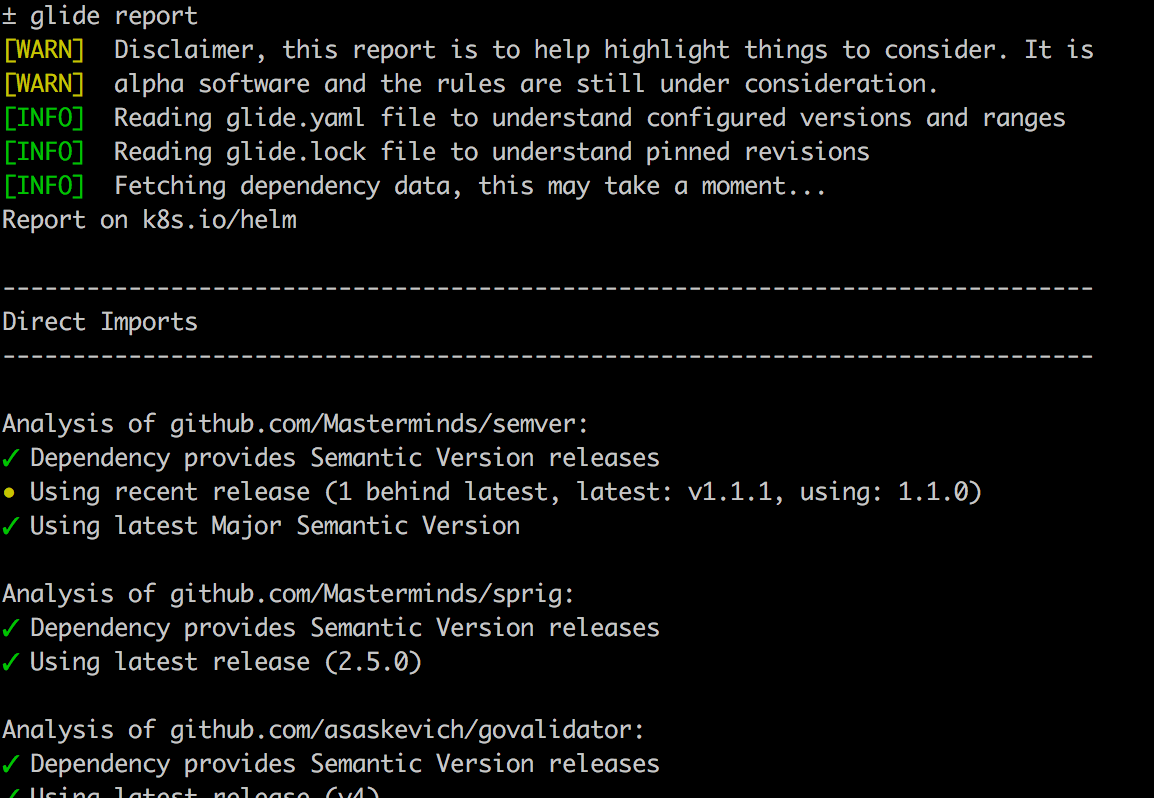 ± glide report
[WARN]  Disclaimer, this report is to help highlight things to consider. It is
[WARN]  alpha software and the rules are still under consideration.
[INFO]  Reading glide.yaml file to understand configured versions and ranges
[INFO]  Reading glide.lock file to understand pinned revisions
[INFO]  Fetching dependency data, this may take a moment...
Report on k8s.io/helm
------------------------------------------------------------------------------
Direct Imports
------------------------------------------------------------------------------
Analysis of github.com/Masterminds/semver:
✓ Dependency provides Semantic Version releases
● Using recent release (1 behind latest, latest: v1.1.1, using: 1.1.0)
✓ Using latest Major Semantic Version
Analysis of github.com/Masterminds/sprig:
✓ Dependency provides Semantic Version releases
✓ Using latest release (2.5.0)
Analysis of github.com/asaskevich/govalidator:
✓ Dependency provides Semantic Version releases
✓ Using latest release (v4)